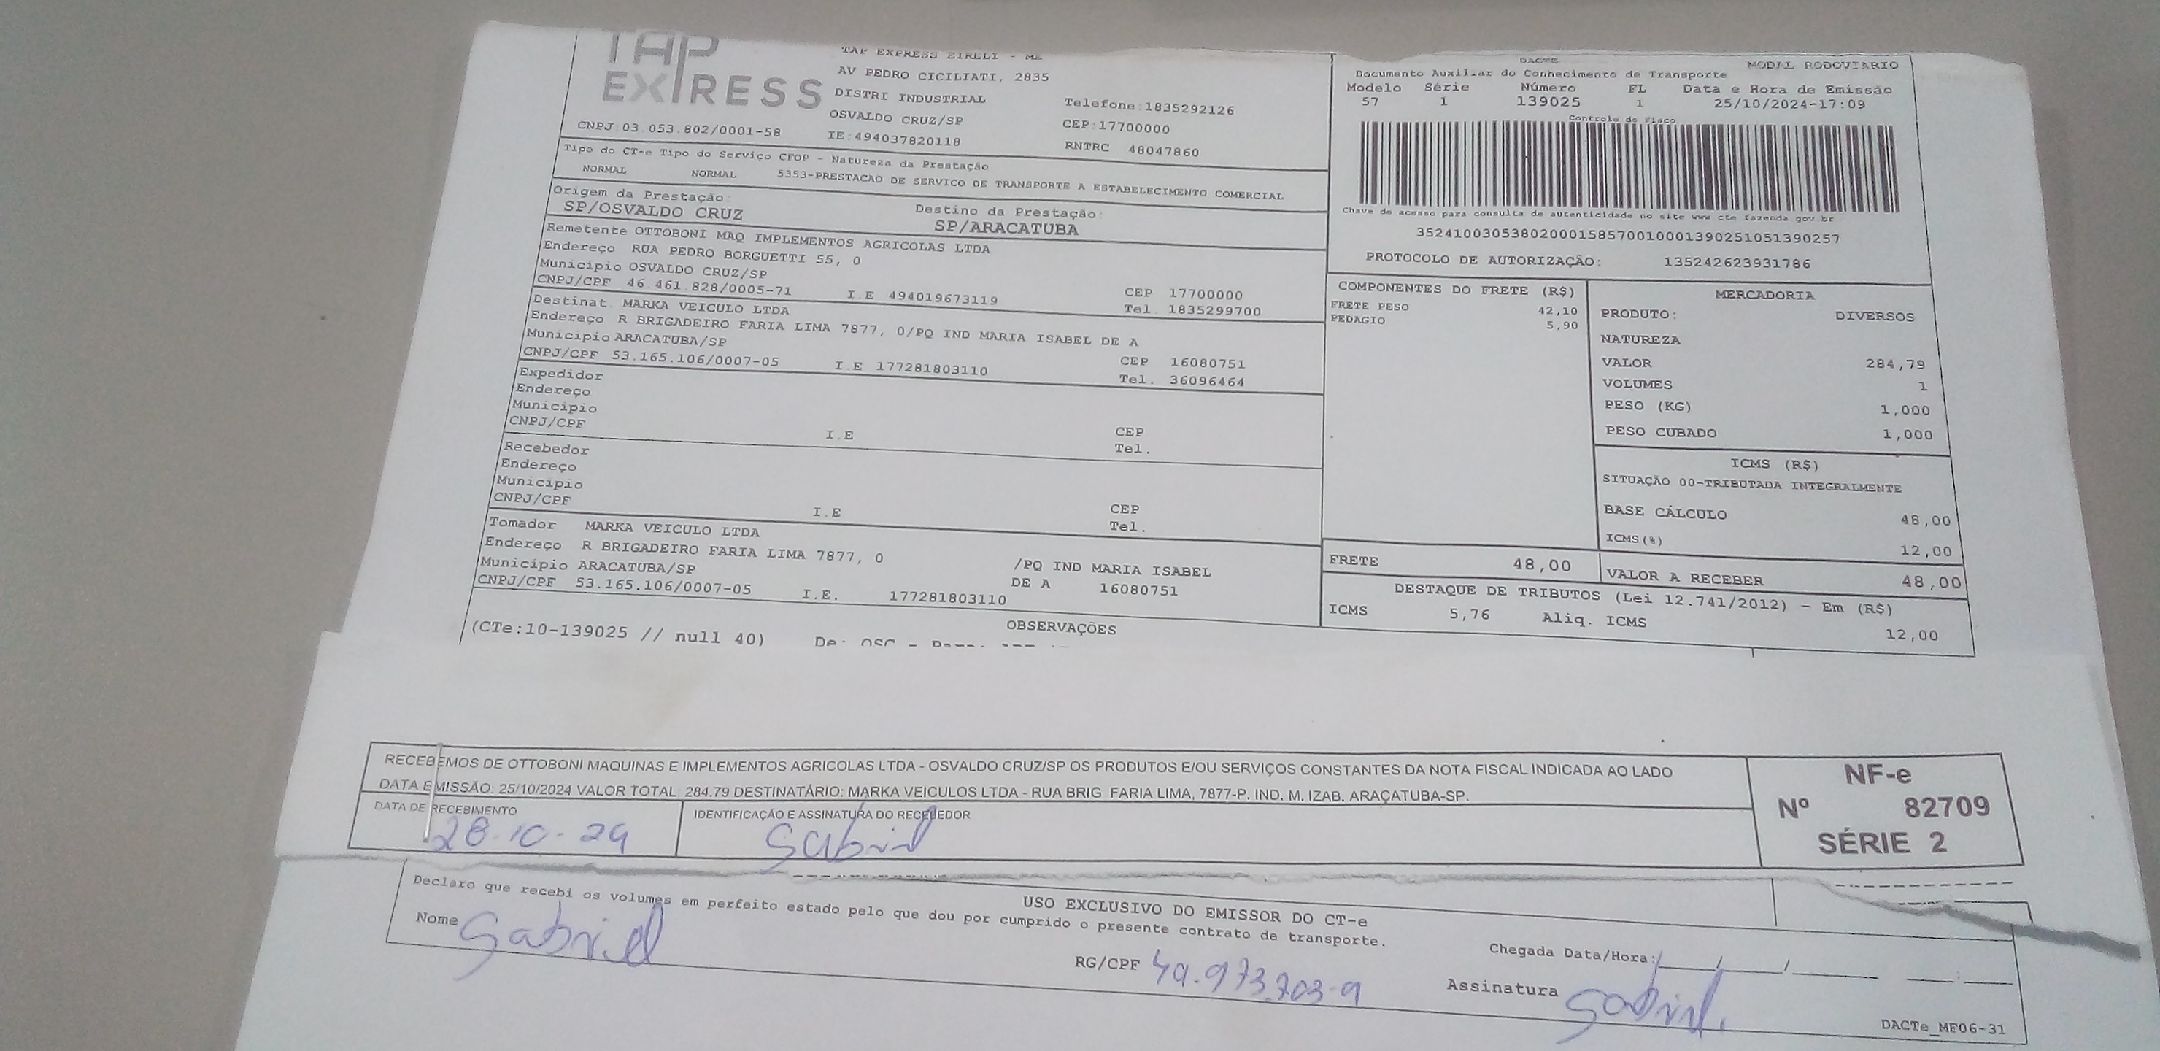 TAP EXPRESS
TAP EXPRESS EIRELI - ME
AV PEDRO CICILIATI, 2835
DISTRI INDUSTRIAL Telefone:1835292126
OSVALDO CRUZ/SP CEP:17700000
CNPJ:03.053.802/0001-58 IE:494037820118 RNTRC 48047860
Tipo do CT-e Tipo do Serviço CFOP - Natureza da Prestação
NORMAL NORMAL 5353-PRESTACAO DE SERVICO DE TRANSPORTE A ESTABELECIMENTO COMERCIAL
Origem da Prestação: Destino da Prestação:
SP/OSVALDO CRUZ SP/ARACATUBA
Remetente OTTOBONI MAQ IMPLEMENTOS AGRICOLAS LTDA
Endereço RUA PEDRO BORGUETTI 55, 0
Municipio OSVALDO CRUZ/SP CEP 17700000
CNPJ/CPF 46.461.828/0005-71 I.E 494019673119 Tel. 1835299700
Destinat. MARKA VEICULO LTDA
Endereço R BRIGADEIRO FARIA LIMA 7877, 0/PQ IND MARIA ISABEL DE A
Municipio ARACATUBA/SP CEP 16080751
CNPJ/CPF 53.165.106/0007-05 I.E 177281803110 Tel. 36096464
Expedidor
Endereço
Municipio CEP
CNPJ/CPF I.E Tel.
Recebedor
Endereço
Municipio CEP
CNPJ/CPF I.E Tel.
Tomador MARKA VEICULO LTDA
Endereço R BRIGADEIRO FARIA LIMA 7877, 0 /PQ IND MARIA ISABEL
Municipio ARACATUBA/SP DE A 16080751
CNPJ/CPF 53.165.106/0007-05 I.E. 177281803110
OBSERVAÇÕES
(CTe:10-139025 // null 40) De: OSC -
DACTE MODAL RODOVIARIO
Documento Auxiliar do Conhecimento de Transporte
Modelo Série Número FL Data e Hora de Emissão
57 1 139025 1 25/10/2024-17:09
Controle do Fisco
Chave de acesso para consulta de autenticidade no site www cte fazenda gov br
35241003053802000158570010001390251051390257
PROTOCOLO DE AUTORIZAÇÃO: 135242623931786
COMPONENTES DO FRETE (R$)
FRETE PESO 42,10
PEDAGIO 5,90
MERCADORIA
PRODUTO: DIVERSOS
NATUREZA
VALOR 284,79
VOLUMES 1
PESO (KG) 1,000
PESO CUBADO 1,000
ICMS (R$)
SITUAÇÃO 00-TRIBUTADA INTEGRALMENTE
BASE CÁLCULO 48,00
ICMS(%) 12,00
FRETE 48,00 VALOR A RECEBER 48,00
DESTAQUE DE TRIBUTOS (Lei 12.741/2012) - Em (R$)
ICMS 5,76 Aliq. ICMS 12,00
RECEBEMOS DE OTTOBONI MAQUINAS E IMPLEMENTOS AGRICOLAS LTDA - OSVALDO CRUZ/SP OS PRODUTOS E/OU SERVIÇOS CONSTANTES DA NOTA FISCAL INDICADA AO LADO
DATA EMISSÃO: 25/10/2024 VALOR TOTAL: 284.79 DESTINATÁRIO: MARKA VEICULOS LTDA - RUA BRIG. FARIA LIMA, 7877-P. IND. M. IZAB. ARAÇATUBA-SP.
DATA DE RECEBIMENTO IDENTIFICAÇÃO E ASSINATURA DO RECEBEDOR
28.10.24 Gabriel
NF-e
Nº 82709
SÉRIE 2
USO EXCLUSIVO DO EMISSOR DO CT-e
Declaro que recebi os volumes em perfeito estado pelo que dou por cumprido o presente contrato de transporte.
Nome Gabriel Chegada Data/Hora: / /
RG/CPF Assinatura Gabriel.
DACTe_MF06-31